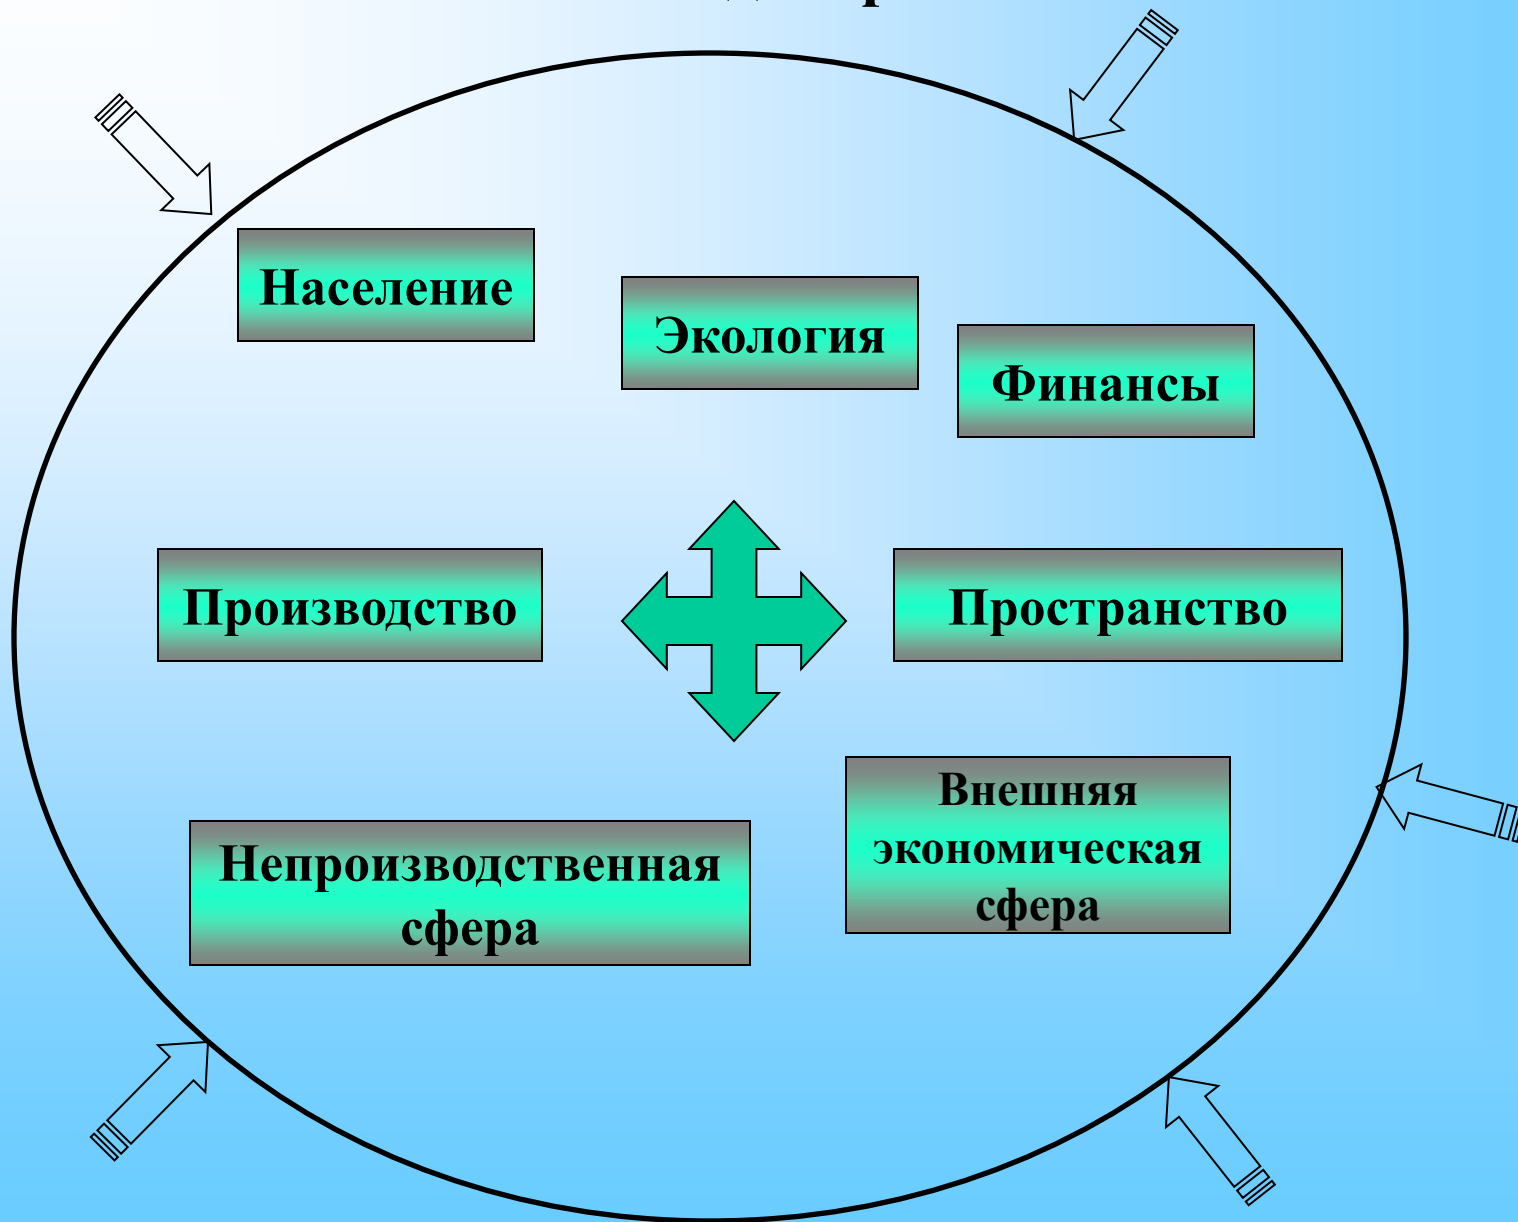 Население
Экология
Финансы
Производство
Пространство
Внешняя
экономическая
сфера
Непроизводственная
сфера